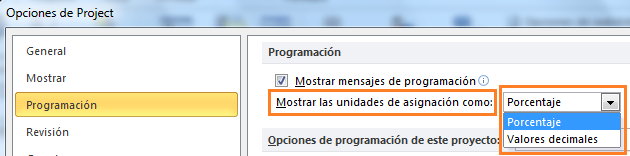 Opciones de Project
General
Mostrar
Programación
Revisión
Programación
Mostrar mensajes de programación
Mostrar las unidades de asignación como: Porcentaje
Porcentaje
Valores decimales
Opciones de programación de este proyecto: